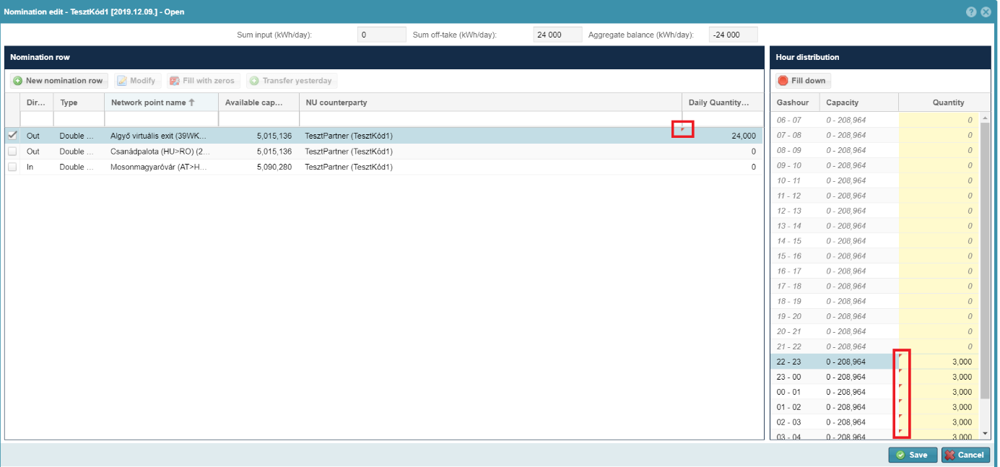 Nomination edit - TesztKód1 [2019.12.09.] - Open
Sum input (kWh/day): 0 Sum off-take (kWh/day): 24 000 Aggregate balance (kWh/day): -24 000
Nomination row
New nomination row Modify Fill with zeros Transfer yesterday
Dir... Type Network point name Available cap... NU counterparty Daily Quantity...
Out Double ... Algyő virtuális exit (39WK... 5,015,136 TesztPartner (TesztKód1) 24,000
Out Double ... Csanádpalota (HU>RO) (2... 5,015,136 TesztPartner (TesztKód1) 0
In Double ... Mosonmagyaróvár (AT>H... 5,090,280 TesztPartner (TesztKód1) 0
Hour distribution
Fill down
Gashour Capacity Quantity
06 - 07 0 - 208,964 0
07 - 08 0 - 208,964 0
08 - 09 0 - 208,964 0
09 - 10 0 - 208,964 0
10 - 11 0 - 208,964 0
11 - 12 0 - 208,964 0
12 - 13 0 - 208,964 0
13 - 14 0 - 208,964 0
14 - 15 0 - 208,964 0
15 - 16 0 - 208,964 0
16 - 17 0 - 208,964 0
17 - 18 0 - 208,964 0
18 - 19 0 - 208,964 0
19 - 20 0 - 208,964 0
20 - 21 0 - 208,964 0
21 - 22 0 - 208,964 0
22 - 23 0 - 208,964 3,000
23 - 00 0 - 208,964 3,000
00 - 01 0 - 208,964 3,000
01 - 02 0 - 208,964 3,000
02 - 03 0 - 208,964 3,000
03 - 04 0 - 208,964 3,000
Save Cancel